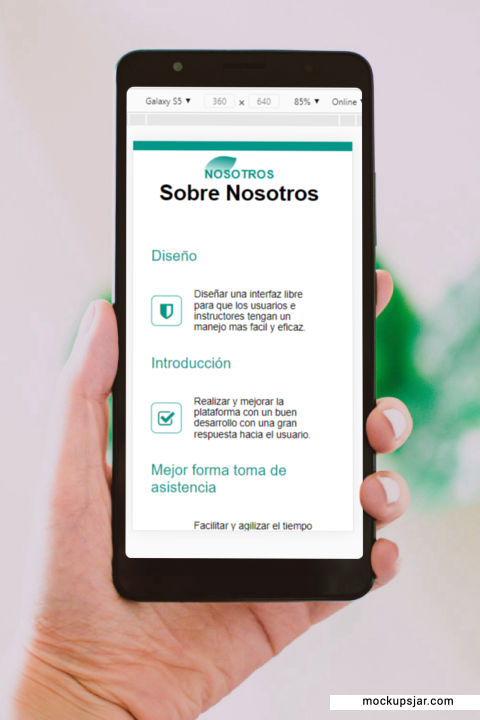 Galaxy S5 ▼ 360 x 640 85% ▼ Online
NOSOTROS
Sobre Nosotros
Diseño
Diseñar una interfaz libre
para que los usuarios e
instructores tengan un
manejo mas facil y eficaz.
Introducción
Realizar y mejorar la
plataforma con un buen
desarrollo con una gran
respuesta hacia el usuario.
Mejor forma toma de
asistencia
Facilitar y agilizar el tiempo
mockupsjar.com